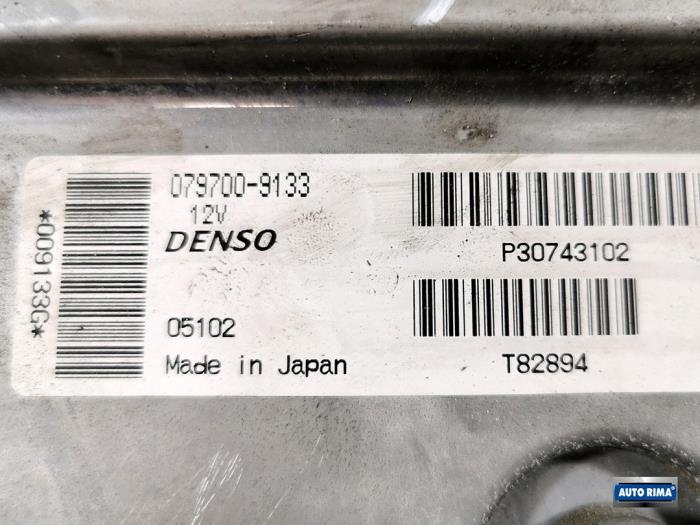 *009133G*
079700-9133
12V
DENSO
05102
Made in Japan
P30743102
T82894
AUTO RIMA